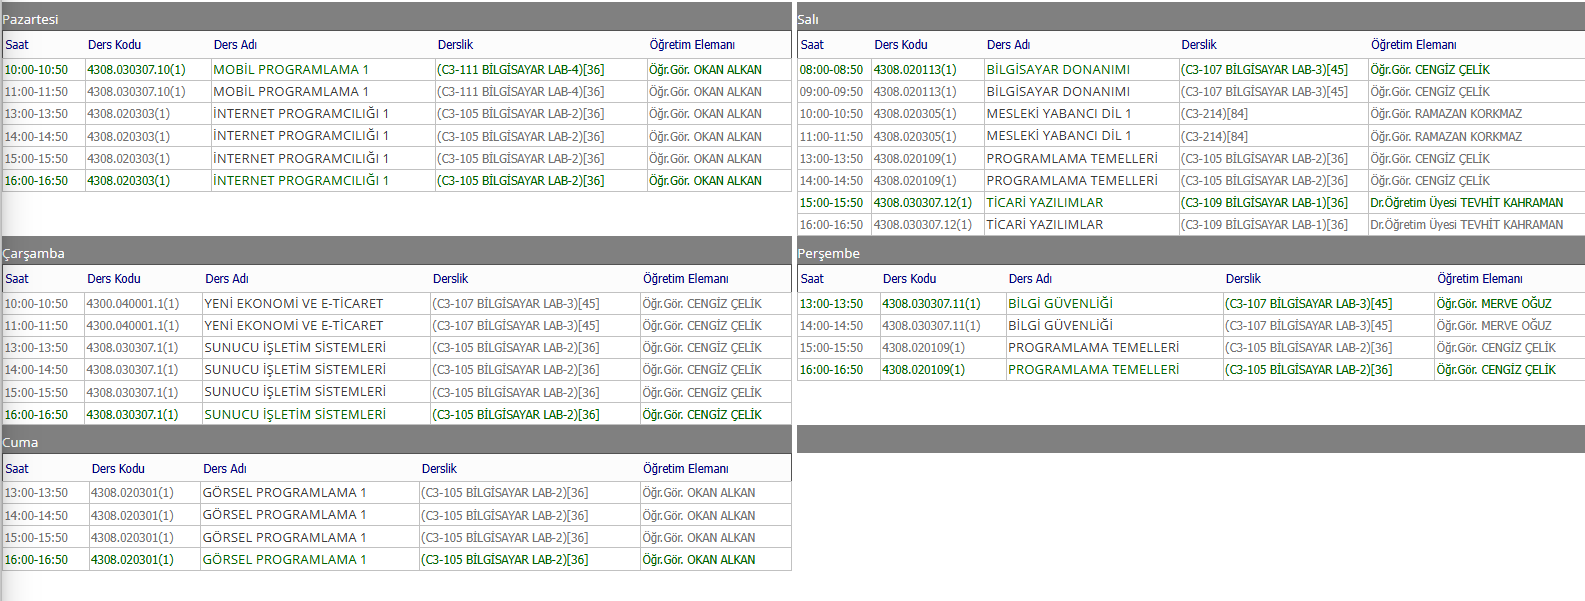 Pazartesi
Saat Ders Kodu Ders Adı Derslik Öğretim Elemanı
10:00-10:50 4308.030307.10(1) MOBİL PROGRAMLAMA 1 (C3-111 BİLGİSAYAR LAB-4)[36] Öğr.Gör. OKAN ALKAN
11:00-11:50 4308.030307.10(1) MOBİL PROGRAMLAMA 1 (C3-111 BİLGİSAYAR LAB-4)[36] Öğr.Gör. OKAN ALKAN
13:00-13:50 4308.020303(1) İNTERNET PROGRAMCILIĞI 1 (C3-105 BİLGİSAYAR LAB-2)[36] Öğr.Gör. OKAN ALKAN
14:00-14:50 4308.020303(1) İNTERNET PROGRAMCILIĞI 1 (C3-105 BİLGİSAYAR LAB-2)[36] Öğr.Gör. OKAN ALKAN
15:00-15:50 4308.020303(1) İNTERNET PROGRAMCILIĞI 1 (C3-105 BİLGİSAYAR LAB-2)[36] Öğr.Gör. OKAN ALKAN
16:00-16:50 4308.020303(1) İNTERNET PROGRAMCILIĞI 1 (C3-105 BİLGİSAYAR LAB-2)[36] Öğr.Gör. OKAN ALKAN
Salı
Saat Ders Kodu Ders Adı Derslik Öğretim Elemanı
08:00-08:50 4308.020113(1) BİLGİSAYAR DONANIMI (C3-107 BİLGİSAYAR LAB-3)[45] Öğr.Gör. CENGİZ ÇELİK
09:00-09:50 4308.020113(1) BİLGİSAYAR DONANIMI (C3-107 BİLGİSAYAR LAB-3)[45] Öğr.Gör. CENGİZ ÇELİK
10:00-10:50 4308.020305(1) MESLEKİ YABANCI DİL 1 (C3-214)[84] Öğr.Gör. RAMAZAN KORKMAZ
11:00-11:50 4308.020305(1) MESLEKİ YABANCI DİL 1 (C3-214)[84] Öğr.Gör. RAMAZAN KORKMAZ
13:00-13:50 4308.020109(1) PROGRAMLAMA TEMELLERİ (C3-105 BİLGİSAYAR LAB-2)[36] Öğr.Gör. CENGİZ ÇELİK
14:00-14:50 4308.020109(1) PROGRAMLAMA TEMELLERİ (C3-105 BİLGİSAYAR LAB-2)[36] Öğr.Gör. CENGİZ ÇELİK
15:00-15:50 4308.030307.12(1) TİCARİ YAZILIMLAR (C3-109 BİLGİSAYAR LAB-1)[36] Dr.Öğretim Üyesi TEVHİT KAHRAMAN
16:00-16:50 4308.030307.12(1) TİCARİ YAZILIMLAR (C3-109 BİLGİSAYAR LAB-1)[36] Dr.Öğretim Üyesi TEVHİT KAHRAMAN
Çarşamba
Saat Ders Kodu Ders Adı Derslik Öğretim Elemanı
10:00-10:50 4300.040001.1(1) YENİ EKONOMİ VE E-TİCARET (C3-107 BİLGİSAYAR LAB-3)[45] Öğr.Gör. CENGİZ ÇELİK
11:00-11:50 4300.040001.1(1) YENİ EKONOMİ VE E-TİCARET (C3-107 BİLGİSAYAR LAB-3)[45] Öğr.Gör. CENGİZ ÇELİK
13:00-13:50 4308.030307.1(1) SUNUCU İŞLETİM SİSTEMLERİ (C3-105 BİLGİSAYAR LAB-2)[36] Öğr.Gör. CENGİZ ÇELİK
14:00-14:50 4308.030307.1(1) SUNUCU İŞLETİM SİSTEMLERİ (C3-105 BİLGİSAYAR LAB-2)[36] Öğr.Gör. CENGİZ ÇELİK
15:00-15:50 4308.030307.1(1) SUNUCU İŞLETİM SİSTEMLERİ (C3-105 BİLGİSAYAR LAB-2)[36] Öğr.Gör. CENGİZ ÇELİK
16:00-16:50 4308.030307.1(1) SUNUCU İŞLETİM SİSTEMLERİ (C3-105 BİLGİSAYAR LAB-2)[36] Öğr.Gör. CENGİZ ÇELİK
Perşembe
Saat Ders Kodu Ders Adı Derslik Öğretim Elemanı
13:00-13:50 4308.030307.11(1) BİLGİ GÜVENLİĞİ (C3-107 BİLGİSAYAR LAB-3)[45] Öğr.Gör. MERVE OĞUZ
14:00-14:50 4308.030307.11(1) BİLGİ GÜVENLİĞİ (C3-107 BİLGİSAYAR LAB-3)[45] Öğr.Gör. MERVE OĞUZ
15:00-15:50 4308.020109(1) PROGRAMLAMA TEMELLERİ (C3-105 BİLGİSAYAR LAB-2)[36] Öğr.Gör. CENGİZ ÇELİK
16:00-16:50 4308.020109(1) PROGRAMLAMA TEMELLERİ (C3-105 BİLGİSAYAR LAB-2)[36] Öğr.Gör. CENGİZ ÇELİK
Cuma
Saat Ders Kodu Ders Adı Derslik Öğretim Elemanı
13:00-13:50 4308.020301(1) GÖRSEL PROGRAMLAMA 1 (C3-105 BİLGİSAYAR LAB-2)[36] Öğr.Gör. OKAN ALKAN
14:00-14:50 4308.020301(1) GÖRSEL PROGRAMLAMA 1 (C3-105 BİLGİSAYAR LAB-2)[36] Öğr.Gör. OKAN ALKAN
15:00-15:50 4308.020301(1) GÖRSEL PROGRAMLAMA 1 (C3-105 BİLGİSAYAR LAB-2)[36] Öğr.Gör. OKAN ALKAN
16:00-16:50 4308.020301(1) GÖRSEL PROGRAMLAMA 1 (C3-105 BİLGİSAYAR LAB-2)[36] Öğr.Gör. OKAN ALKAN